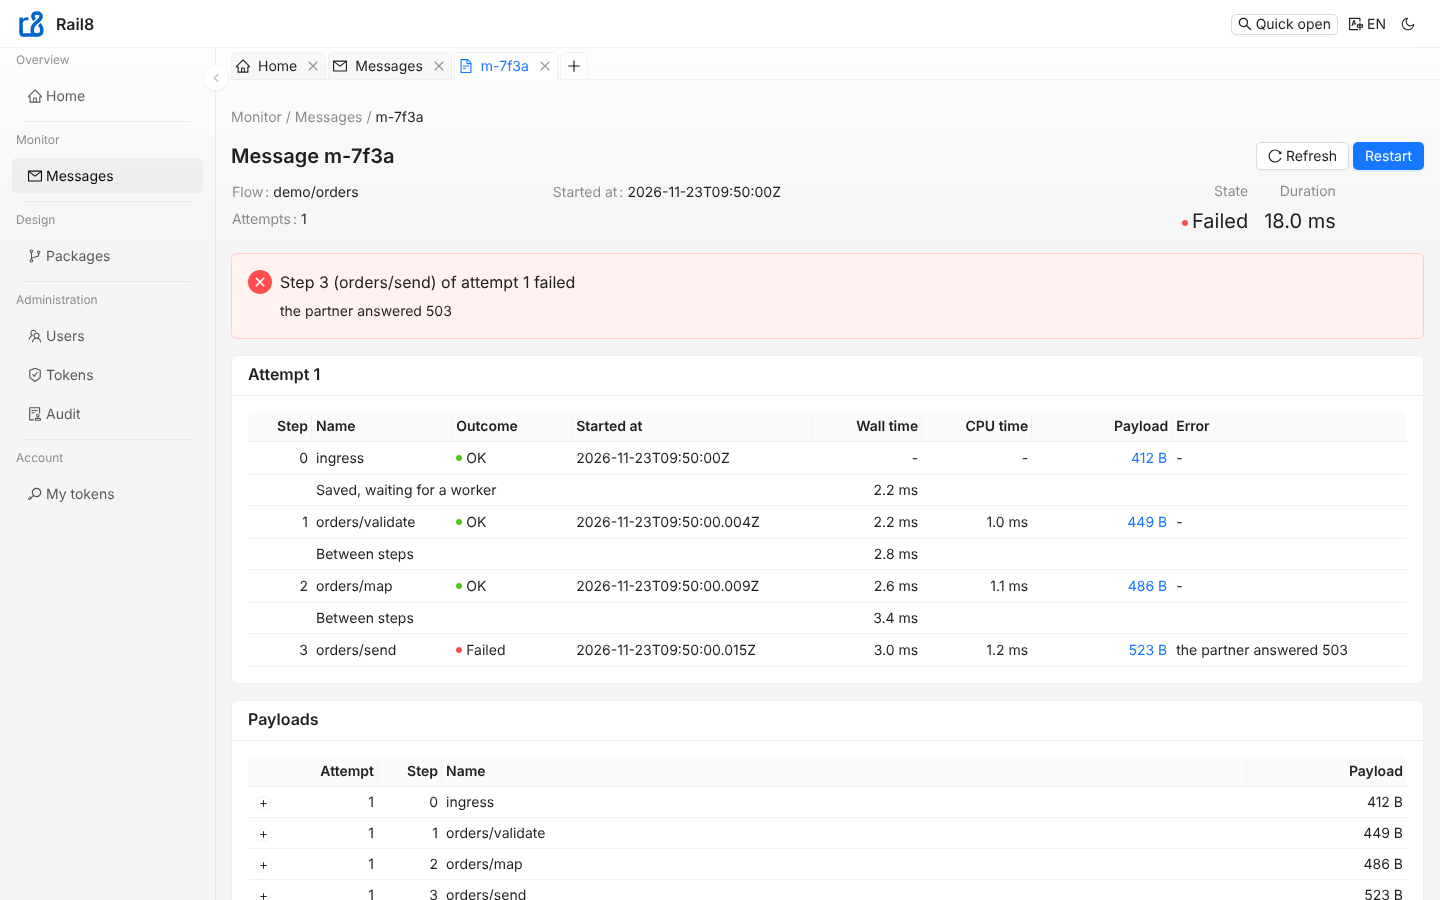 r8 Rail8 Quick open EN
Overview
Home
Monitor
Messages
Design
Packages
Administration
Users
Tokens
Audit
Account
My tokens
Home Messages m-7f3a
Monitor / Messages / m-7f3a
Message m-7f3a Refresh Restart
Flow: demo/orders Started at: 2026-11-23T09:50:00Z State Duration
Attempts: 1 Failed 18.0 ms
Step 3 (orders/send) of attempt 1 failed
the partner answered 503
Attempt 1
Step Name Outcome Started at Wall time CPU time Payload Error
0 ingress OK 2026-11-23T09:50:00Z - - 412 B -
Saved, waiting for a worker 2.2 ms
1 orders/validate OK 2026-11-23T09:50:00.004Z 2.2 ms 1.0 ms 449 B -
Between steps 2.8 ms
2 orders/map OK 2026-11-23T09:50:00.009Z 2.6 ms 1.1 ms 486 B -
Between steps 3.4 ms
3 orders/send Failed 2026-11-23T09:50:00.015Z 3.0 ms 1.2 ms 523 B the partner answered 503
Payloads
Attempt Step Name Payload
+ 1 0 ingress 412 B
+ 1 1 orders/validate 449 B
+ 1 2 orders/map 486 B
+ 1 3 orders/send 523 B